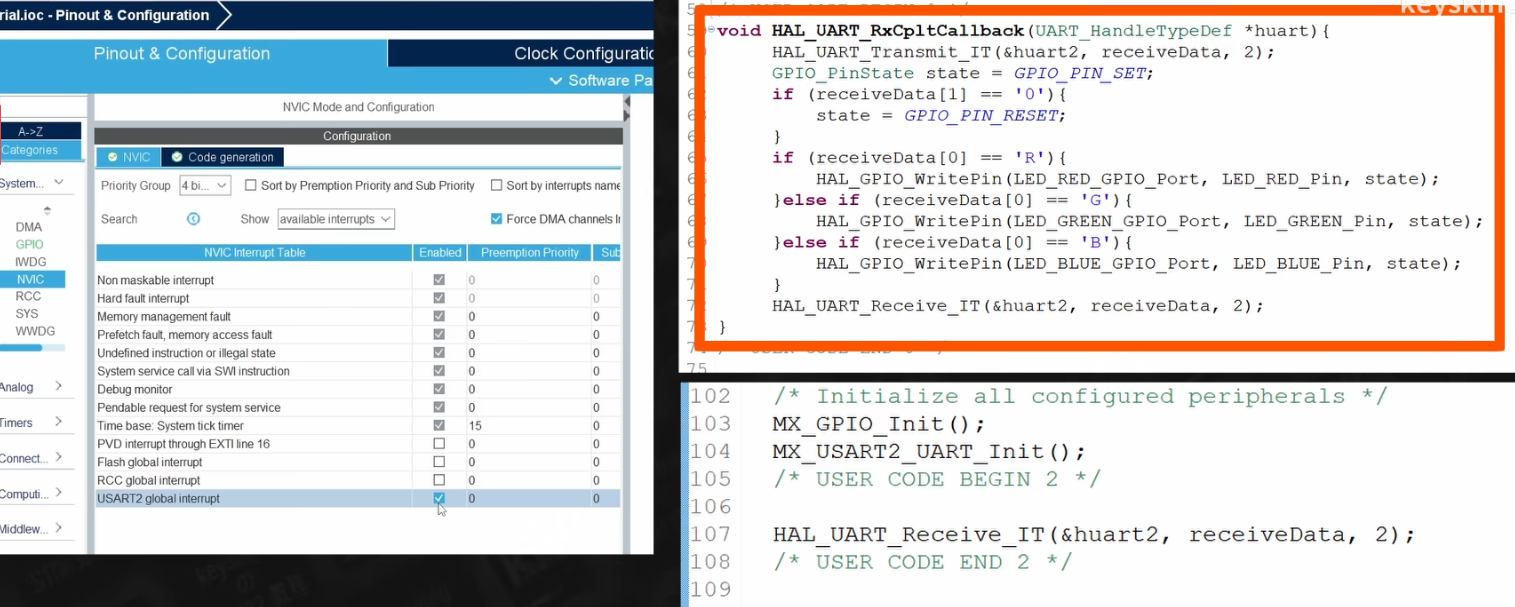 rial.ioc - Pinout & Configuration
Pinout & Configuration
Clock Configuratio
Software Pa
NVIC Mode and Configuration
Configuration
A->Z
Categories
System...
DMA
GPIO
IWDG
NVIC
RCC
SYS
WWDG
Analog
Timers
Connect...
Computi...
Middlew...
NVIC
Code generation
Priority Group 4 bi... Sort by Premption Priority and Sub Priority Sort by interrupts name
Search Show available interrupts Force DMA channels I
NVIC Interrupt Table Enabled Preemption Priority Sub
Non maskable interrupt 0 0
Hard fault interrupt 0 0
Memory management fault 0 0
Prefetch fault, memory access fault 0 0
Undefined instruction or illegal state 0 0
System service call via SWI instruction 0 0
Debug monitor 0 0
Pendable request for system service 0 0
Time base: System tick timer 15 0
PVD interrupt through EXTI line 16 0 0
Flash global interrupt 0 0
RCC global interrupt 0 0
USART2 global interrupt 0 0
void HAL_UART_RxCpltCallback(UART_HandleTypeDef *huart){
HAL_UART_Transmit_IT(&huart2, receiveData, 2);
GPIO_PinState state = GPIO_PIN_SET;
if (receiveData[1] == '0'){
state = GPIO_PIN_RESET;
}
if (receiveData[0] == 'R'){
HAL_GPIO_WritePin(LED_RED_GPIO_Port, LED_RED_Pin, state);
}else if (receiveData[0] == 'G'){
HAL_GPIO_WritePin(LED_GREEN_GPIO_Port, LED_GREEN_Pin, state);
}else if (receiveData[0] == 'B'){
HAL_GPIO_WritePin(LED_BLUE_GPIO_Port, LED_BLUE_Pin, state);
}
HAL_UART_Receive_IT(&huart2, receiveData, 2);
}
75
102 /* Initialize all configured peripherals */
103 MX_GPIO_Init();
104 MX_USART2_UART_Init();
105 /* USER CODE BEGIN 2 */
106
107 HAL_UART_Receive_IT(&huart2, receiveData, 2);
108 /* USER CODE END 2 */
109